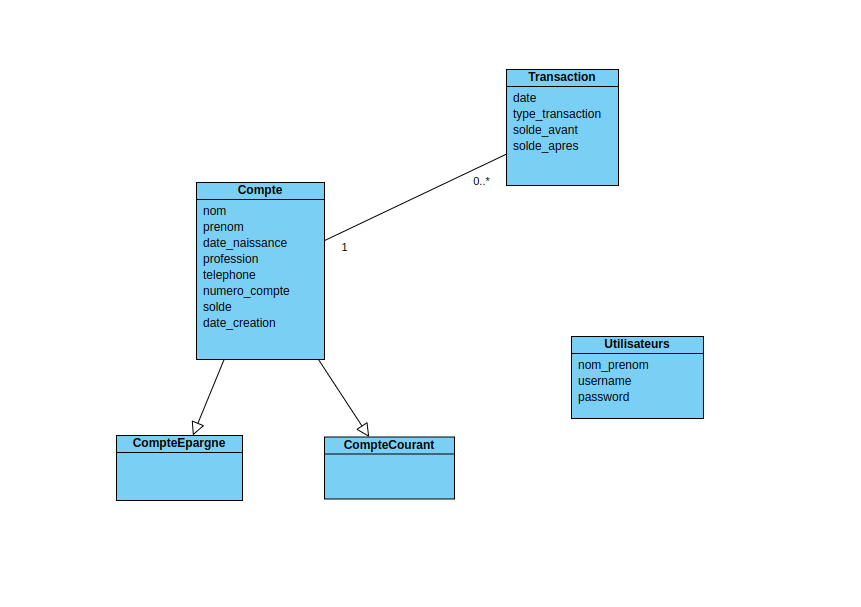 Transaction
date
type_transaction
solde_avant
solde_apres
0..*
Compte
nom
prenom
date_naissance
profession
telephone
numero_compte
solde
date_creation
1
Utilisateurs
nom_prenom
username
password
CompteEpargne
CompteCourant